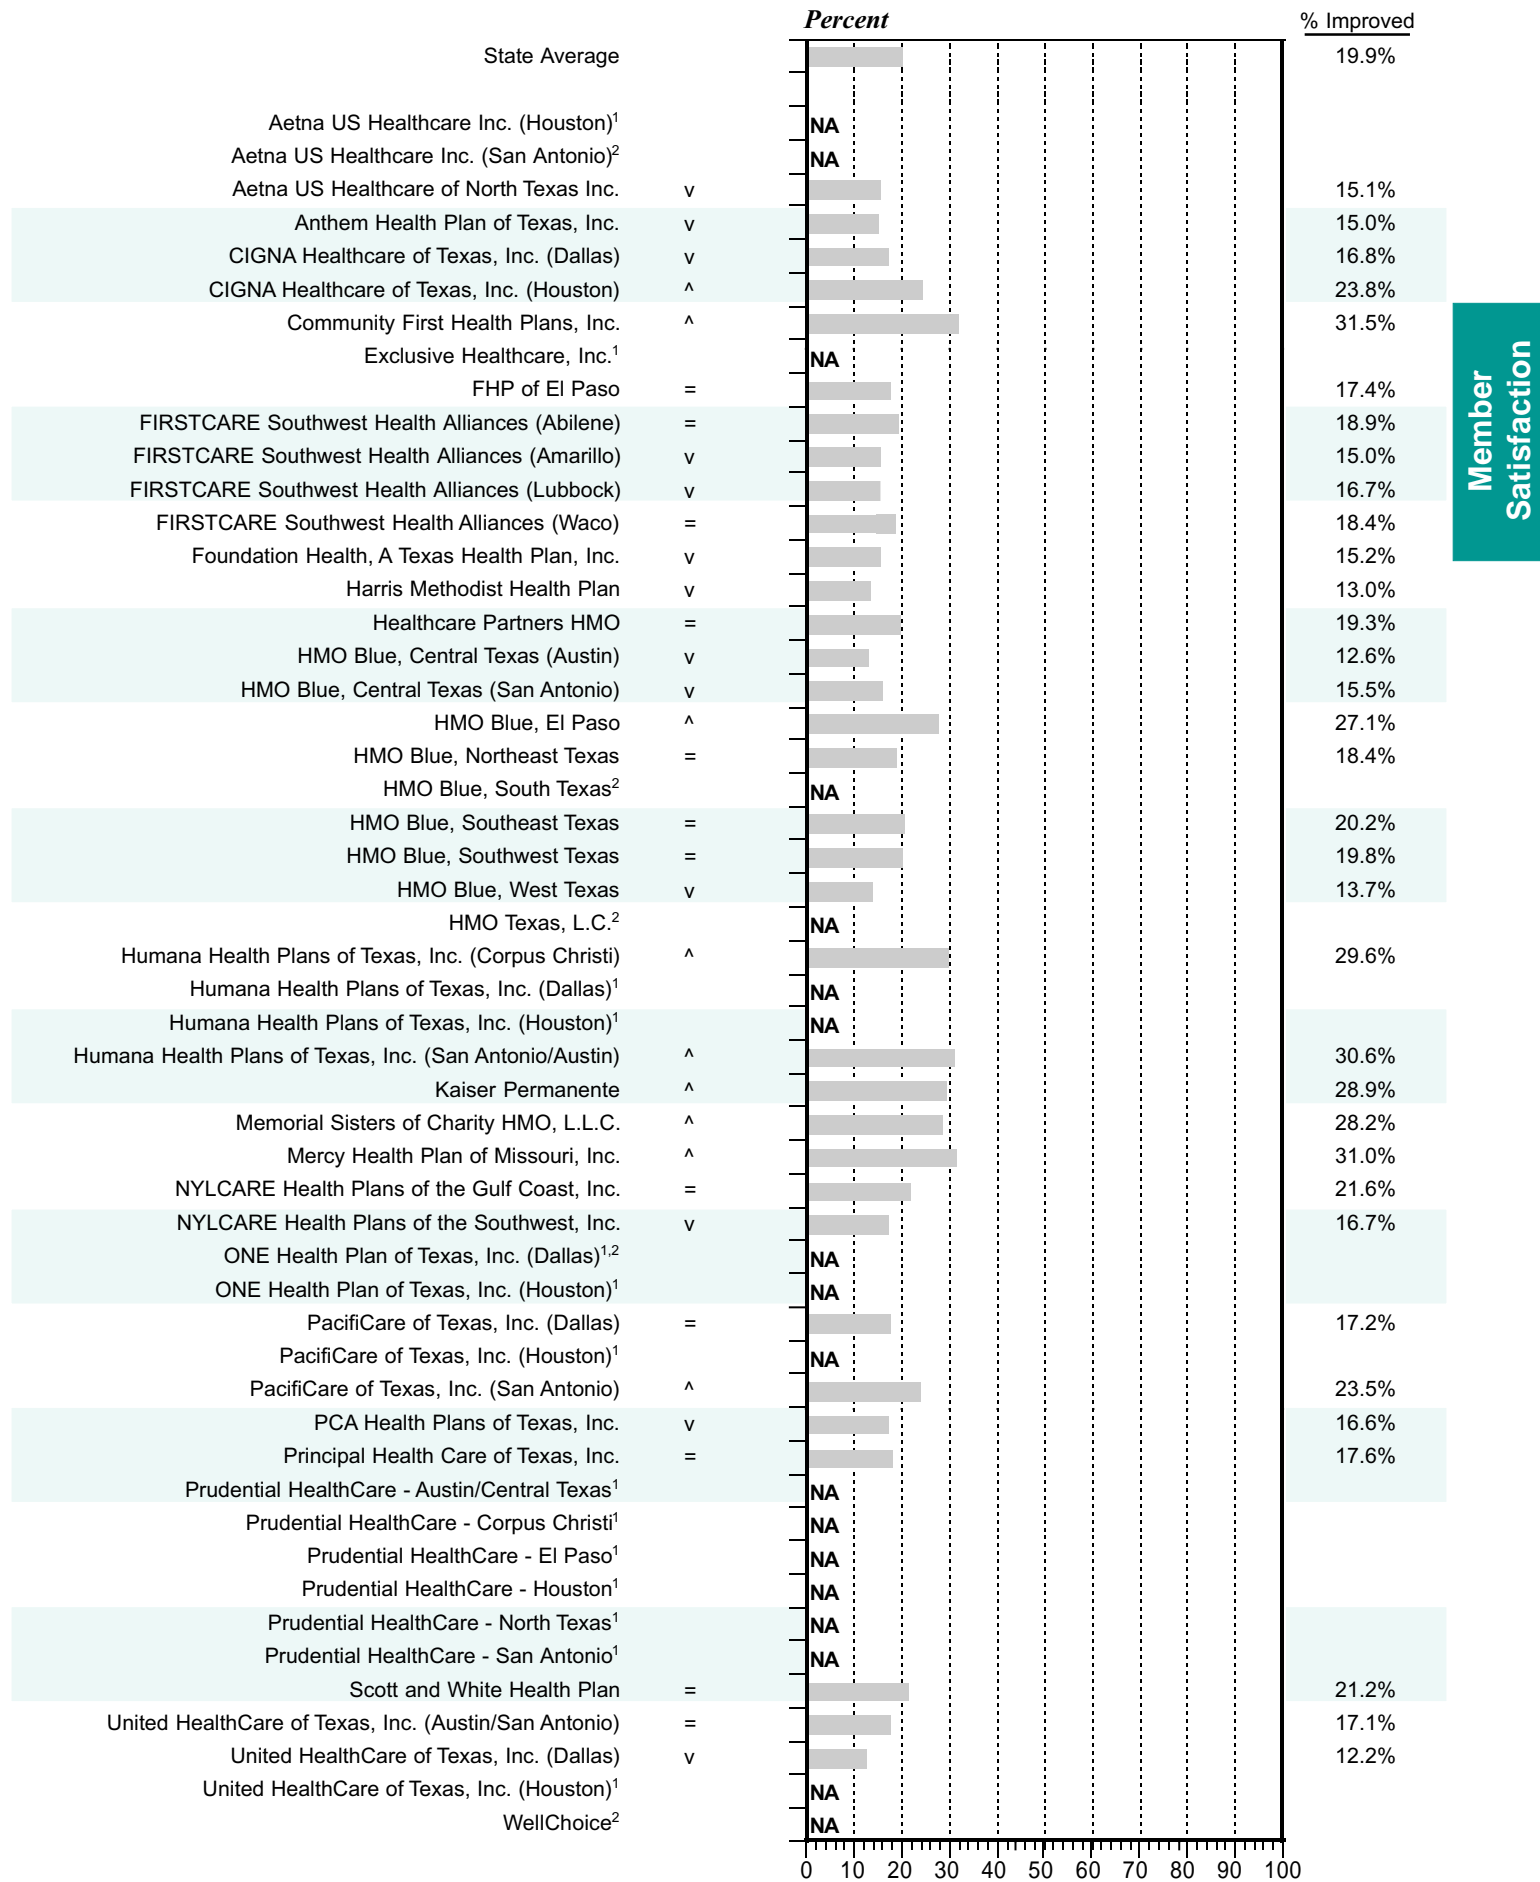 Percent % Improved
State Average 19.9%
Aetna US Healthcare Inc. (Houston)1 NA
Aetna US Healthcare Inc. (San Antonio)2 NA
Aetna US Healthcare of North Texas Inc. v 15.1%
Anthem Health Plan of Texas, Inc. v 15.0%
CIGNA Healthcare of Texas, Inc. (Dallas) v 16.8%
CIGNA Healthcare of Texas, Inc. (Houston) ^ 23.8%
Community First Health Plans, Inc. ^ 31.5%
Exclusive Healthcare, Inc.1 NA
FHP of El Paso = 17.4%
FIRSTCARE Southwest Health Alliances (Abilene) = 18.9%
FIRSTCARE Southwest Health Alliances (Amarillo) v 15.0%
FIRSTCARE Southwest Health Alliances (Lubbock) v 16.7%
FIRSTCARE Southwest Health Alliances (Waco) = 18.4%
Foundation Health, A Texas Health Plan, Inc. v 15.2%
Harris Methodist Health Plan v 13.0%
Healthcare Partners HMO = 19.3%
HMO Blue, Central Texas (Austin) v 12.6%
HMO Blue, Central Texas (San Antonio) v 15.5%
HMO Blue, El Paso ^ 27.1%
HMO Blue, Northeast Texas = 18.4%
HMO Blue, South Texas2 NA
HMO Blue, Southeast Texas = 20.2%
HMO Blue, Southwest Texas = 19.8%
HMO Blue, West Texas v 13.7%
HMO Texas, L.C.2 NA
Humana Health Plans of Texas, Inc. (Corpus Christi) ^ 29.6%
Humana Health Plans of Texas, Inc. (Dallas)1 NA
Humana Health Plans of Texas, Inc. (Houston)1 NA
Humana Health Plans of Texas, Inc. (San Antonio/Austin) ^ 30.6%
Kaiser Permanente ^ 28.9%
Memorial Sisters of Charity HMO, L.L.C. ^ 28.2%
Mercy Health Plan of Missouri, Inc. ^ 31.0%
NYLCARE Health Plans of the Gulf Coast, Inc. = 21.6%
NYLCARE Health Plans of the Southwest, Inc. v 16.7%
ONE Health Plan of Texas, Inc. (Dallas)1,2 NA
ONE Health Plan of Texas, Inc. (Houston)1 NA
PacifiCare of Texas, Inc. (Dallas) = 17.2%
PacifiCare of Texas, Inc. (Houston)1 NA
PacifiCare of Texas, Inc. (San Antonio) ^ 23.5%
PCA Health Plans of Texas, Inc. v 16.6%
Principal Health Care of Texas, Inc. = 17.6%
Prudential HealthCare - Austin/Central Texas1 NA
Prudential HealthCare - Corpus Christi1 NA
Prudential HealthCare - El Paso1 NA
Prudential HealthCare - Houston1 NA
Prudential HealthCare - North Texas1 NA
Prudential HealthCare - San Antonio1 NA
Scott and White Health Plan = 21.2%
United HealthCare of Texas, Inc. (Austin/San Antonio) = 17.1%
United HealthCare of Texas, Inc. (Dallas) v 12.2%
United HealthCare of Texas, Inc. (Houston)1 NA
WellChoice2 NA
0 10 20 30 40 50 60 70 80 90 100
Member
Satisfaction